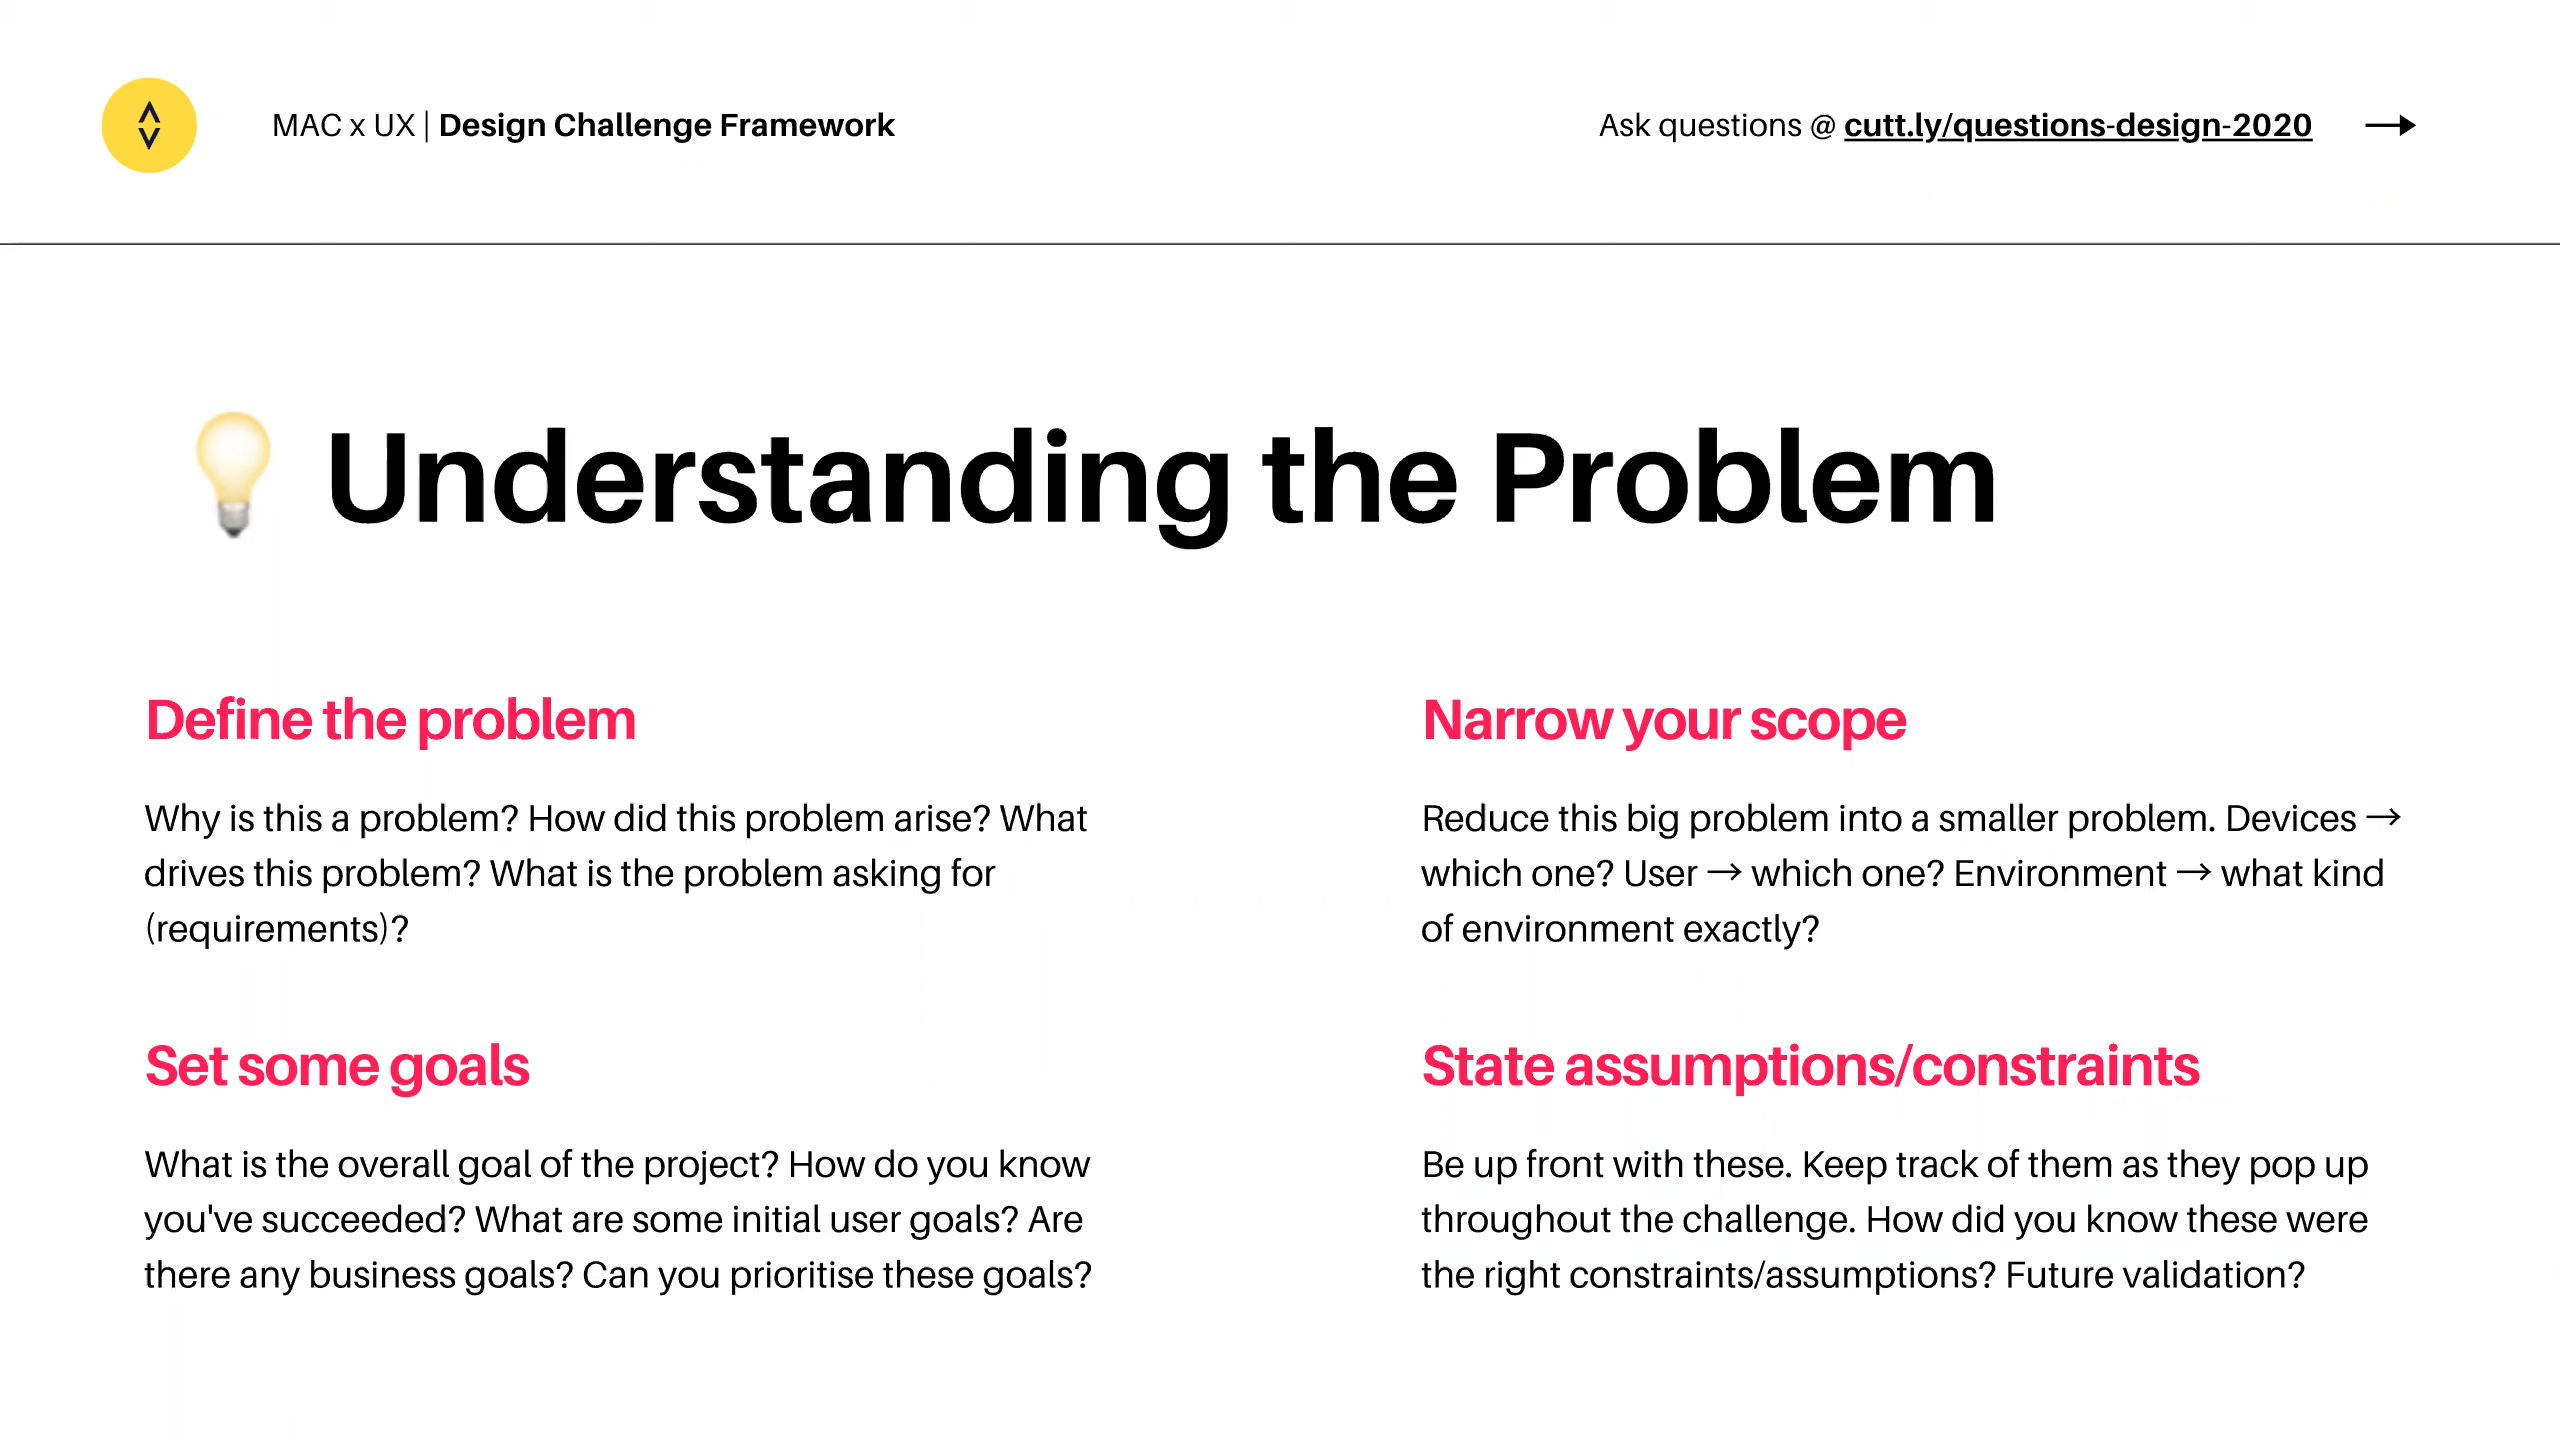 MAC x UX | Design Challenge Framework
Ask questions @ cutt.ly/questions-design-2020 →
Understanding the Problem
Define the problem
Why is this a problem? How did this problem arise? What
drives this problem? What is the problem asking for
(requirements)?
Narrow your scope
Reduce this big problem into a smaller problem. Devices →
which one? User → which one? Environment → what kind
of environment exactly?
Set some goals
What is the overall goal of the project? How do you know
you've succeeded? What are some initial user goals? Are
there any business goals? Can you prioritise these goals?
State assumptions/constraints
Be up front with these. Keep track of them as they pop up
throughout the challenge. How did you know these were
the right constraints/assumptions? Future validation?